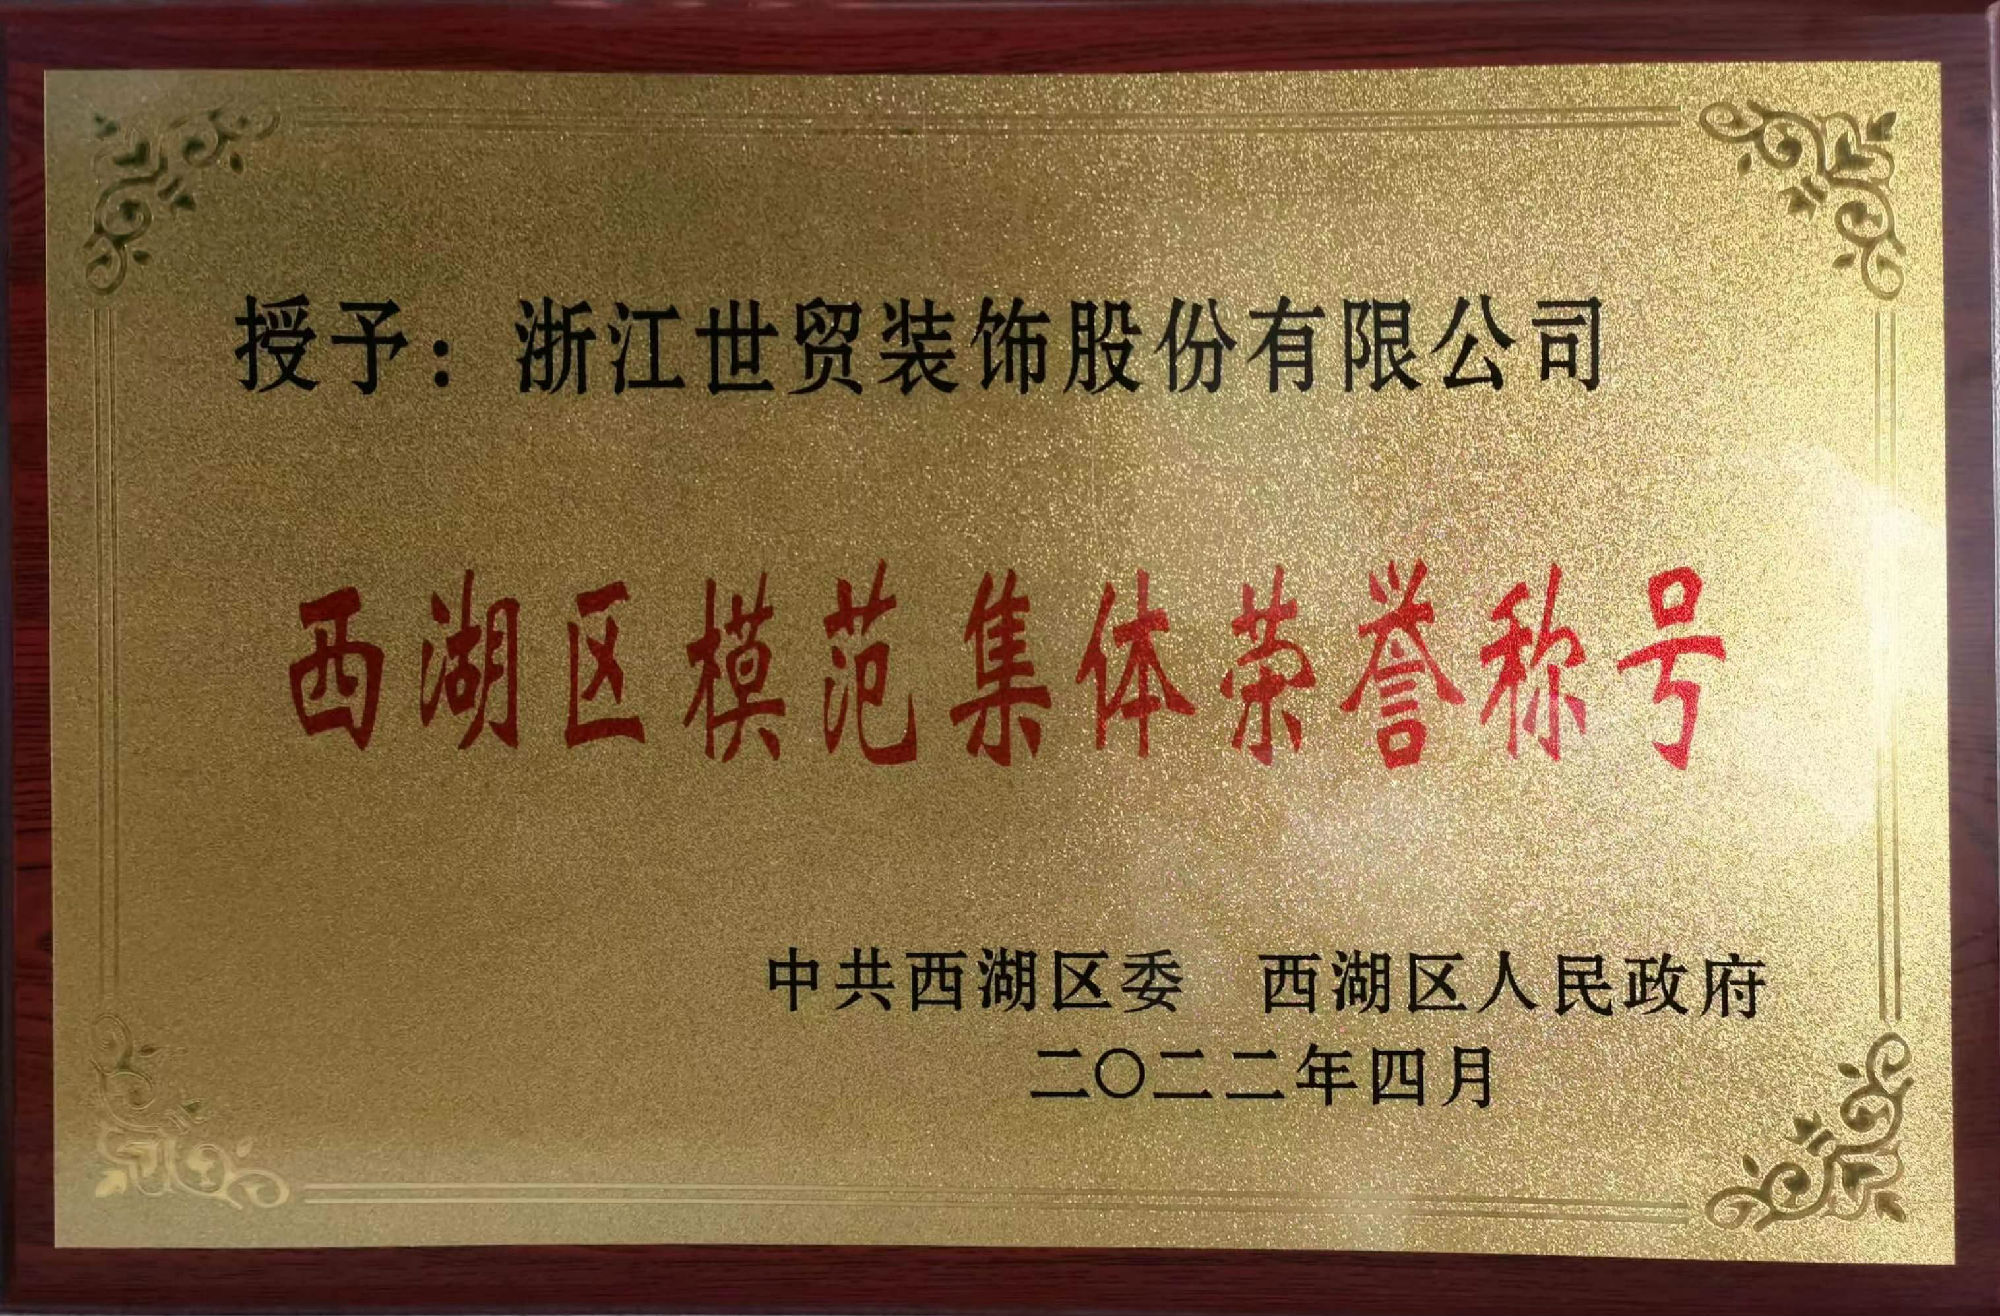 授予：浙江世贸装饰股份有限公司
西湖区模范集体荣誉称号
中共西湖区委 西湖区人民政府
二〇二二年四月